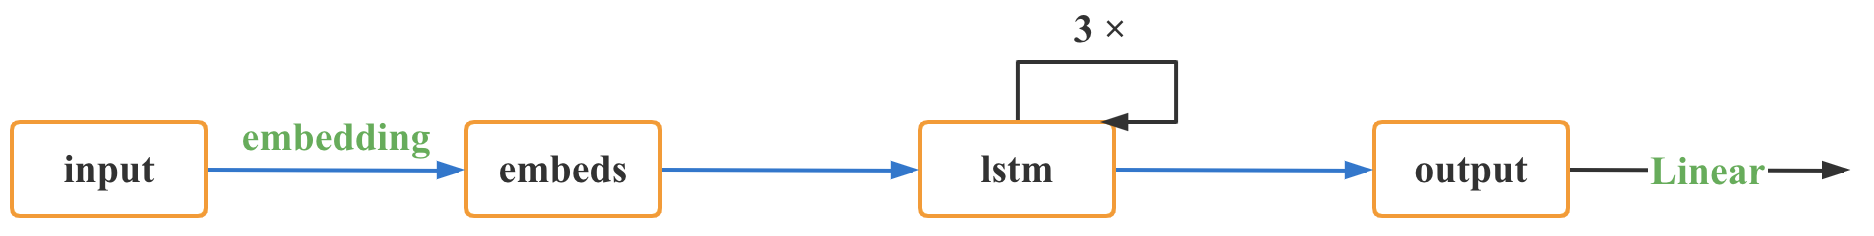 3 ×
input
embedding
embeds
lstm
output
Linear